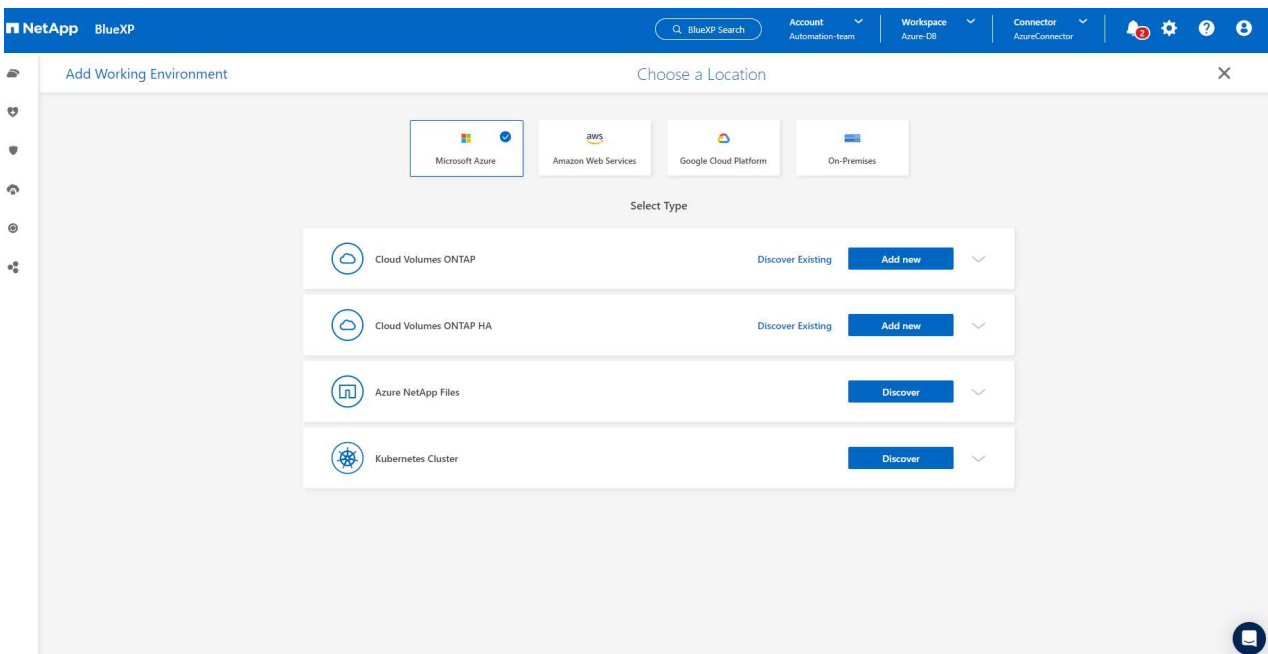 NetApp BlueXP
BlueXP Search
Account
Automation-team
Workspace
Azure-DB
Connector
AzureConnector
2
Add Working Environment
Choose a Location
Microsoft Azure
aws
Amazon Web Services
Google Cloud Platform
On-Premises
Select Type
Cloud Volumes ONTAP
Discover Existing
Add new
Cloud Volumes ONTAP HA
Discover Existing
Add new
Azure NetApp Files
Discover
Kubernetes Cluster
Discover